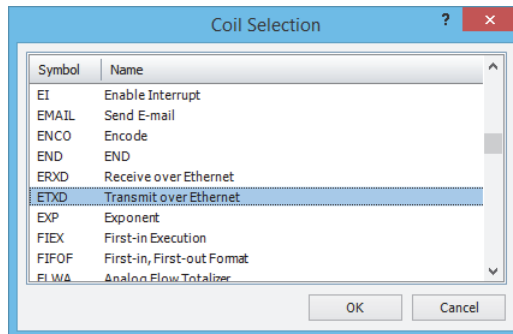 Coil Selection
?
Symbol Name
EI Enable Interrupt
EMAIL Send E-mail
ENCO Encode
END END
ERXD Receive over Ethernet
ETXD Transmit over Ethernet
EXP Exponent
FIEX First-in Execution
FIFOF First-in, First-out Format
FLWA Analog Flow Totalizer
OK Cancel